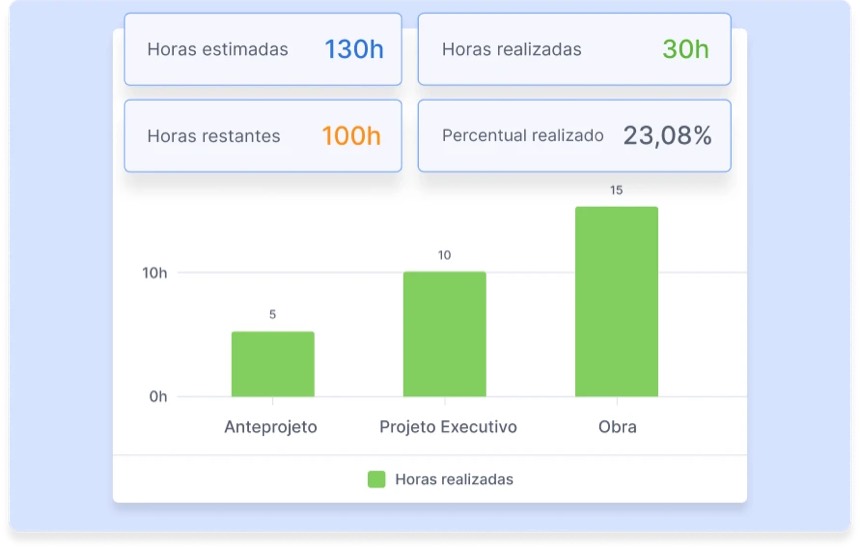 Horas estimadas 130h
Horas realizadas 30h
Horas restantes 100h
Percentual realizado 23,08%
15
10
10h
5
0h
Anteprojeto Projeto Executivo Obra
Horas realizadas